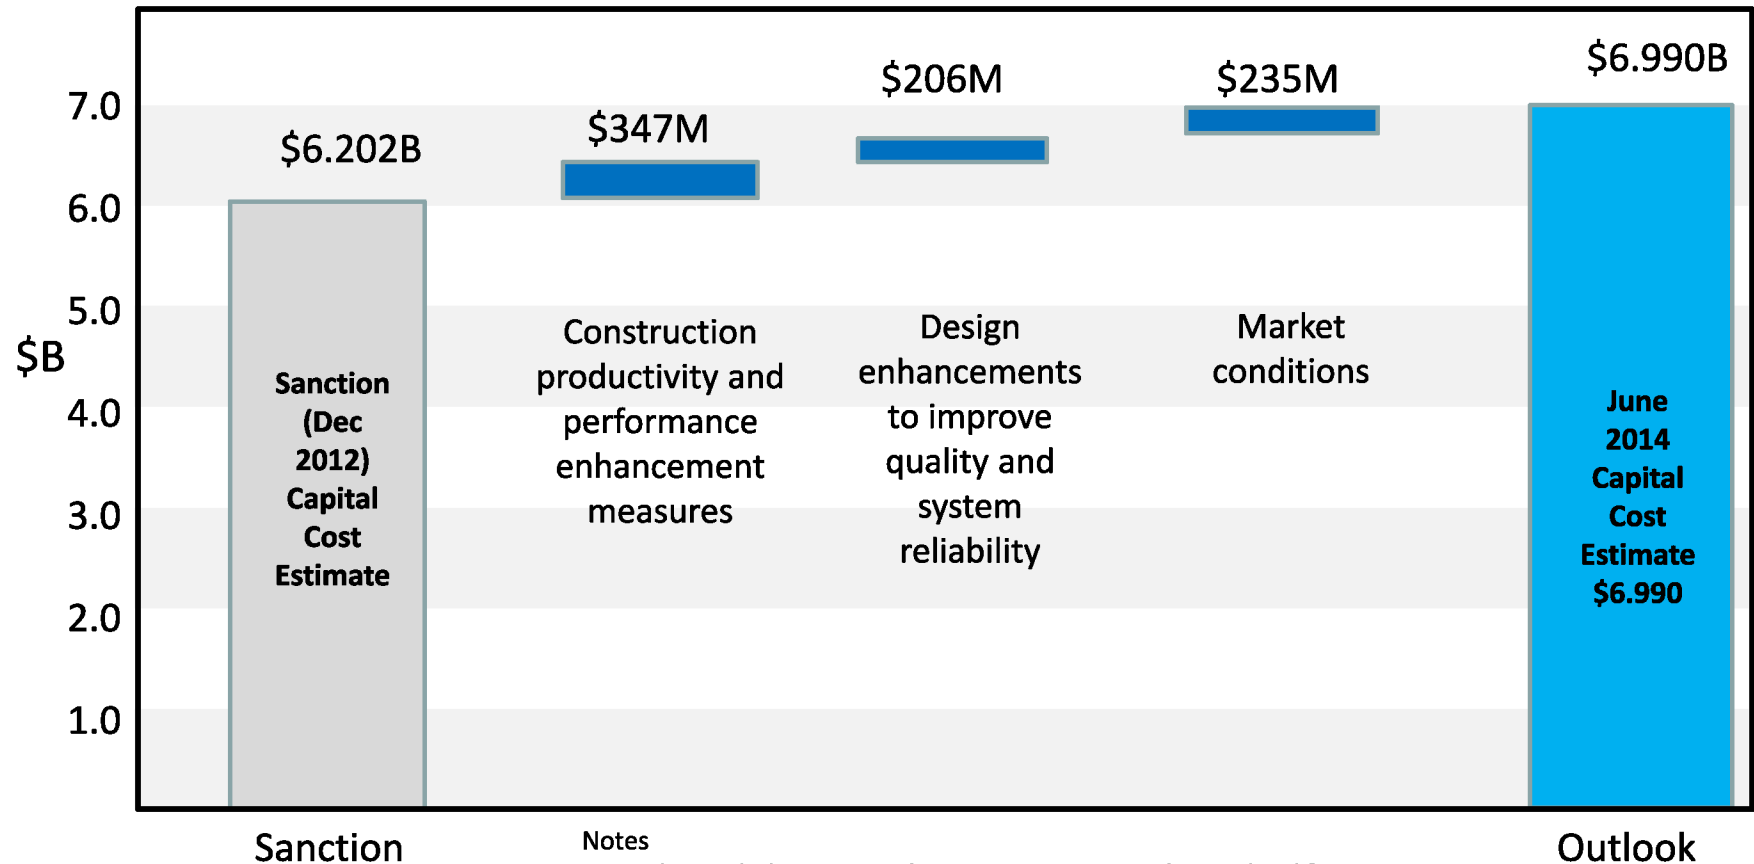 $6.990B
$206M
$235M
$347M
$6.202B
7.0
6.0
5.0
4.0
3.0
2.0
1.0
$B
Sanction
(Dec
2012)
Capital
Cost
Estimate
Construction
productivity and
performance
enhancement
measures
Design
enhancements
to improve
quality and
system
reliability
Market
conditions
June
2014
Capital
Cost
Estimate
$6.990
Sanction
Notes
Outlook